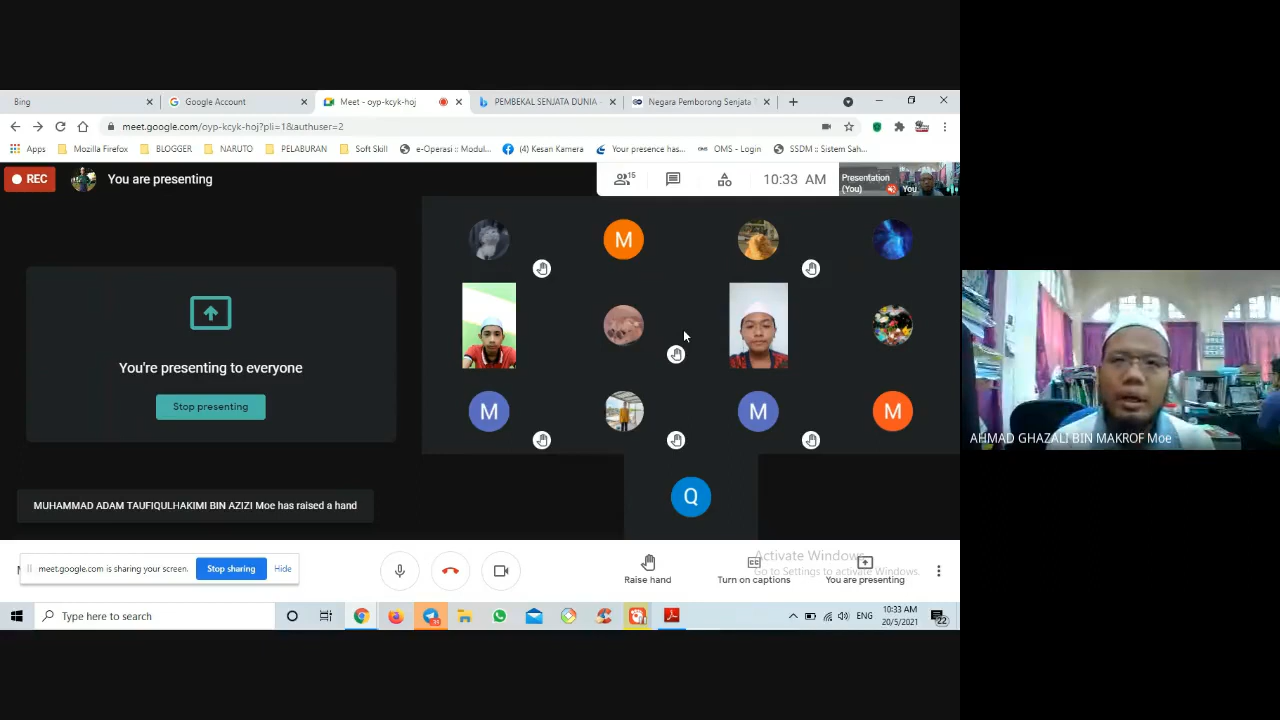 Bing
Google Account
Meet - oyp-kcyk-hoj
PEMBEKAL SENJATA DUNIA -
Negara Pemborong Senjata
meet.google.com/oyp-kcyk-hoj?pli=1&authuser=2
Apps
Mozilla Firefox
BLOGGER
NARUTO
PELABURAN
Soft Skill
e-Operasi :: Modul...
(4) Kesan Kamera
Your presence has...
OMS - Login
SSDM :: Sistem Sah...
REC
You are presenting
15
10:33 AM
Presentation
(You)
You
M
You're presenting to everyone
Stop presenting
M
M
M
MUHAMMAD ADAM TAUFIQULHAKIMI BIN AZIZI Moe has raised a hand
Q
AHMAD GHAZALI BIN MAKROF Moe
meet.google.com is sharing your screen.
Stop sharing
Hide
Raise hand
Turn on captions
You are presenting
Activate Windows
Go to Settings to activate Windows.
Type here to search
ENG
10:33 AM
20/5/2021
22